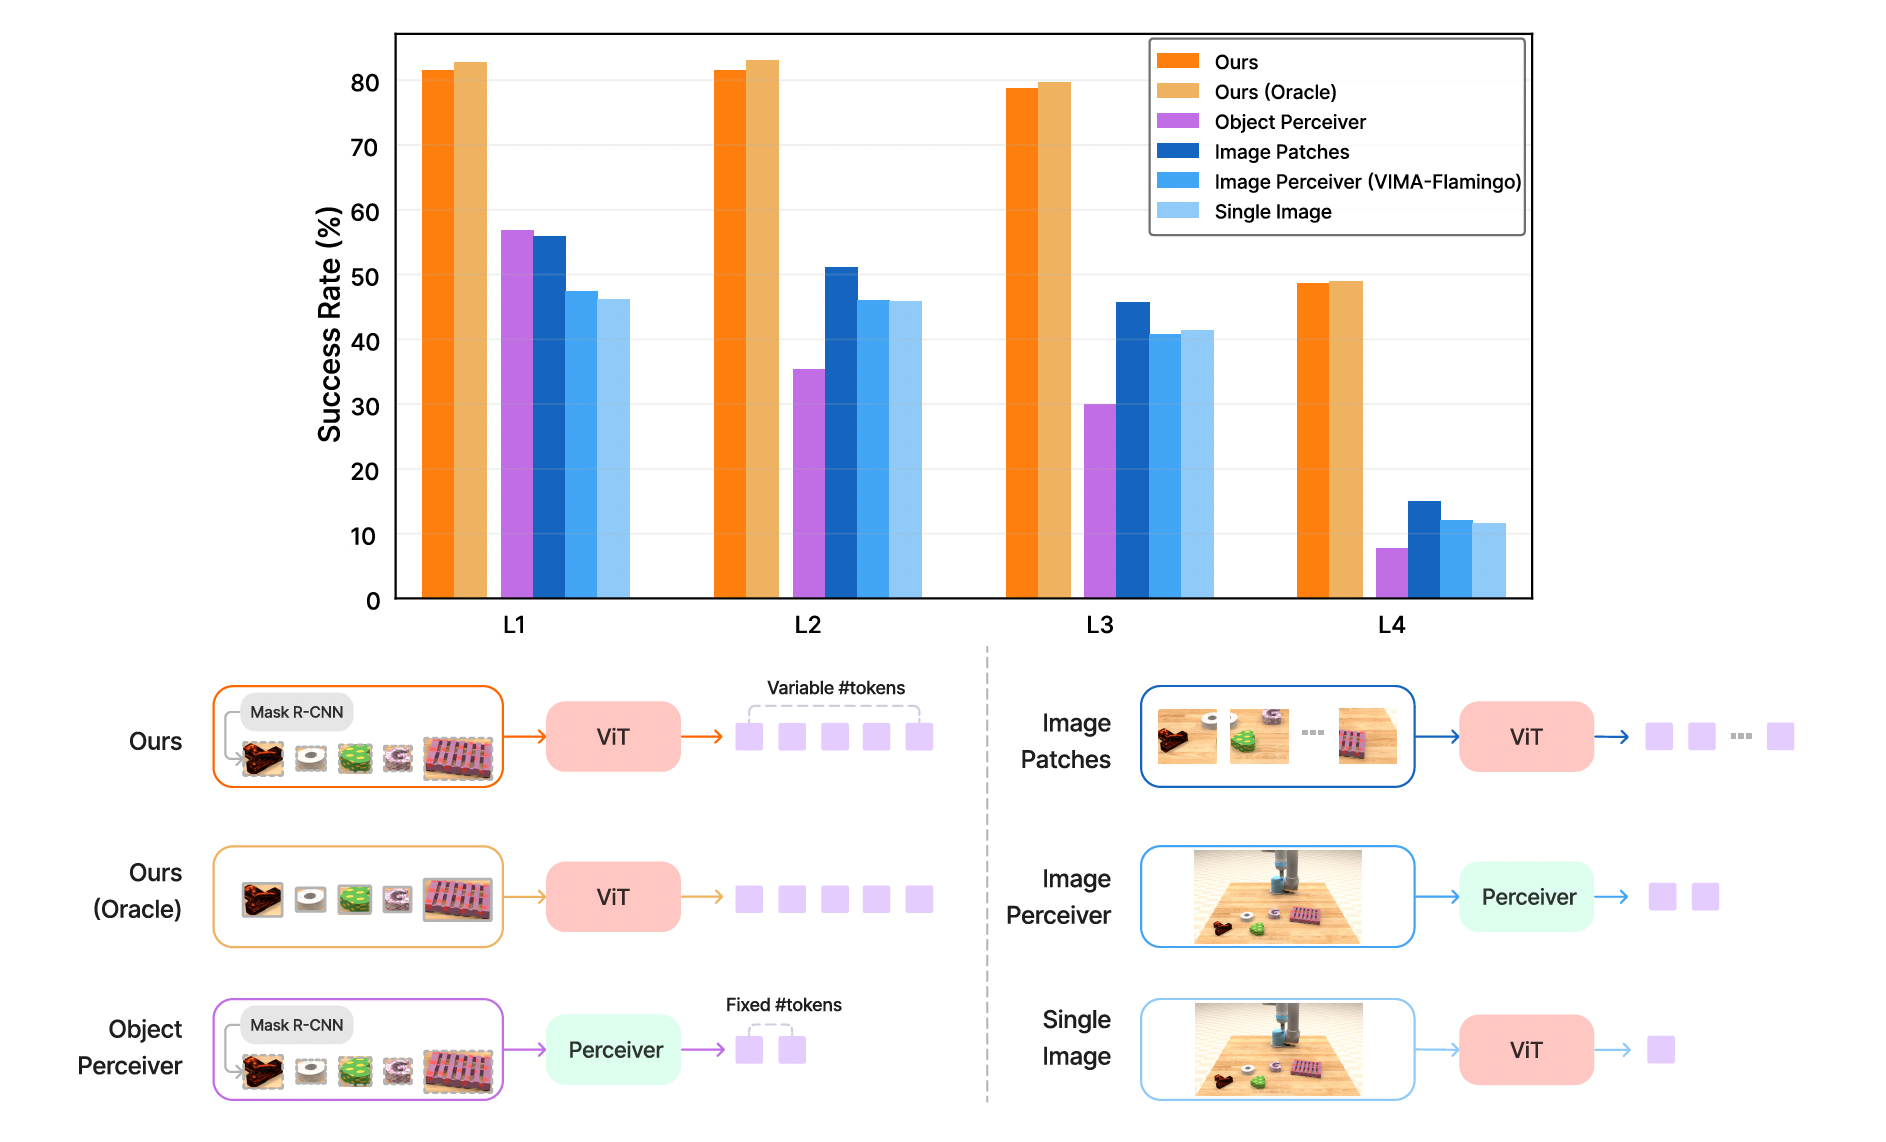 Success Rate (%)
80
70
60
50
40
30
20
10
0
Ours
Ours (Oracle)
Object Perceiver
Image Patches
Image Perceiver (VIMA-Flamingo)
Single Image
L1
L2
L3
L4
Ours
Mask R-CNN
ViT
Variable #tokens
Ours
(Oracle)
ViT
Object
Perceiver
Mask R-CNN
Perceiver
Fixed #tokens
Image
Patches
ViT
Image
Perceiver
Perceiver
Single
Image
ViT